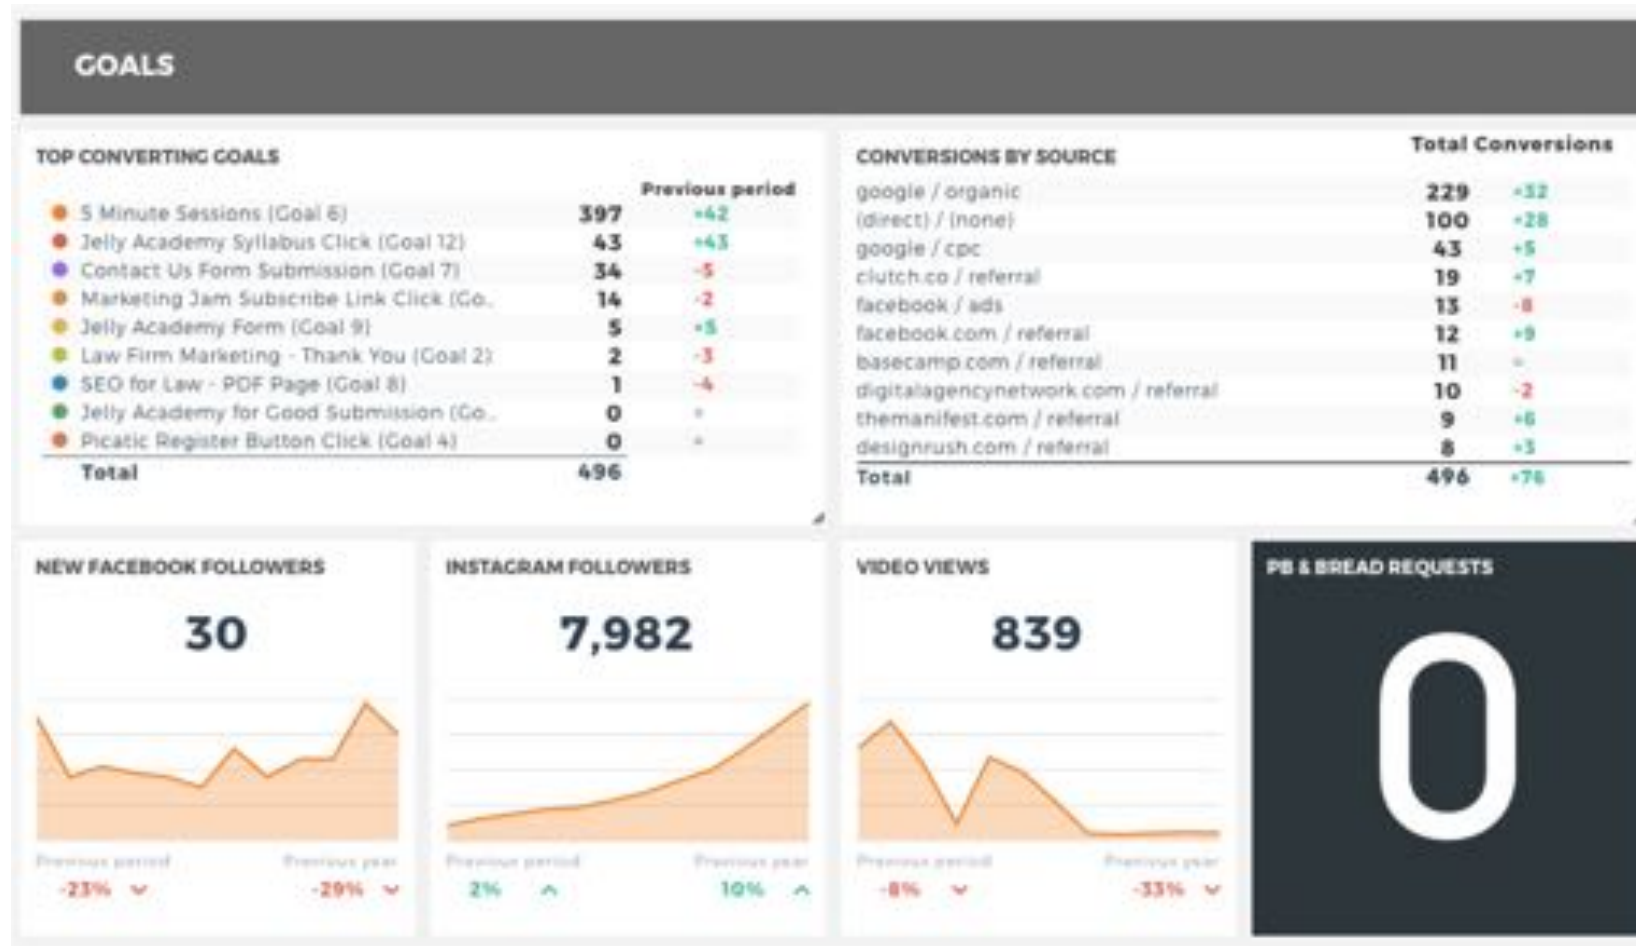 GOALS
TOP CONVERTING GOALS
Previous period
5 Minute Sessions (Goal 6) 397 +42
Jelly Academy Syllabus Click (Goal 12) 43 +43
Contact Us Form Submission (Goal 7) 34 -5
Marketing Jam Subscribe Link Click (Go..
14 -2
Jelly Academy Form (Goal 9) 5 +5
Law Firm Marketing - Thank You (Goal 2) 2 -3
SEO for Law - PDF Page (Goal 8) 1 -4
Jelly Academy for Good Submission (Go.. 0 =
Picatic Register Button Click (Goal 4) 0 =
Total 496
CONVERSIONS BY SOURCE Total Conversions
google / organic 229 +32
(direct) / (none) 100 +28
google / cpc 43 +5
clutch.co / referral 19 +7
facebook / ads 13 -8
facebook.com / referral 12 +9
basecamp.com / referral 11 =
digitalagencynetwork.com / referral 10 -2
themanifest.com / referral 9 +6
designrush.com / referral 8 +3
Total 496 +76
NEW FACEBOOK FOLLOWERS
30
Previous period Previous year
-23% -29%
INSTAGRAM FOLLOWERS
7,982
Previous period Previous year
2% 10%
VIDEO VIEWS
839
Previous period Previous year
-8% -33%
PB & BREAD REQUESTS
0